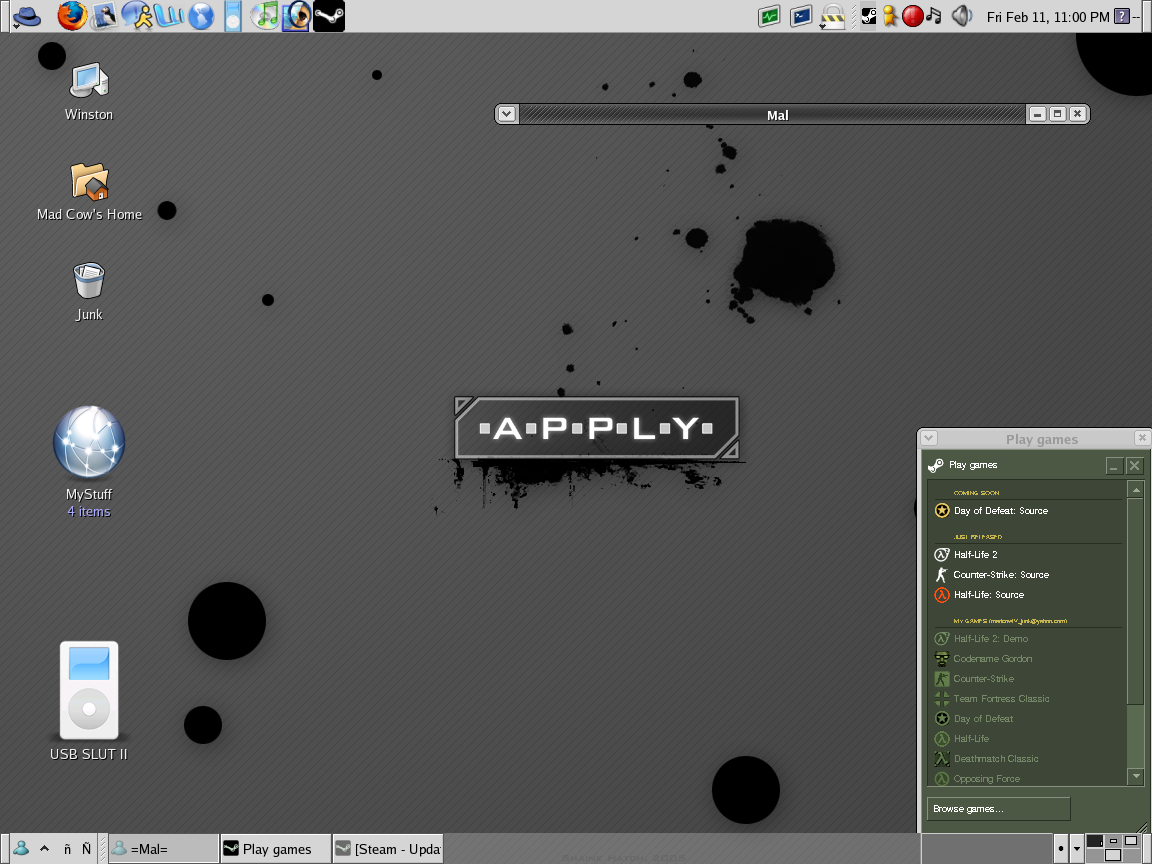 Fri Feb 11, 11:00 PM
Winston
Mal
Mad Cow's Home
Junk
APPLY
MyStuff
4 items
USB SLUT II
Play games
Play games
COMING SOON
Day of Defeat: Source
JUST RELEASED
Half-Life 2
Counter-Strike: Source
Half-Life: Source
MY GAMES
Half-Life 2: Demo
Codename Gordon
Counter-Strike
Team Fortress Classic
Day of Defeat
Half-Life
Deathmatch Classic
Opposing Force
Browse games...
ñ Ñ =Mal= Play games [Steam - Upda